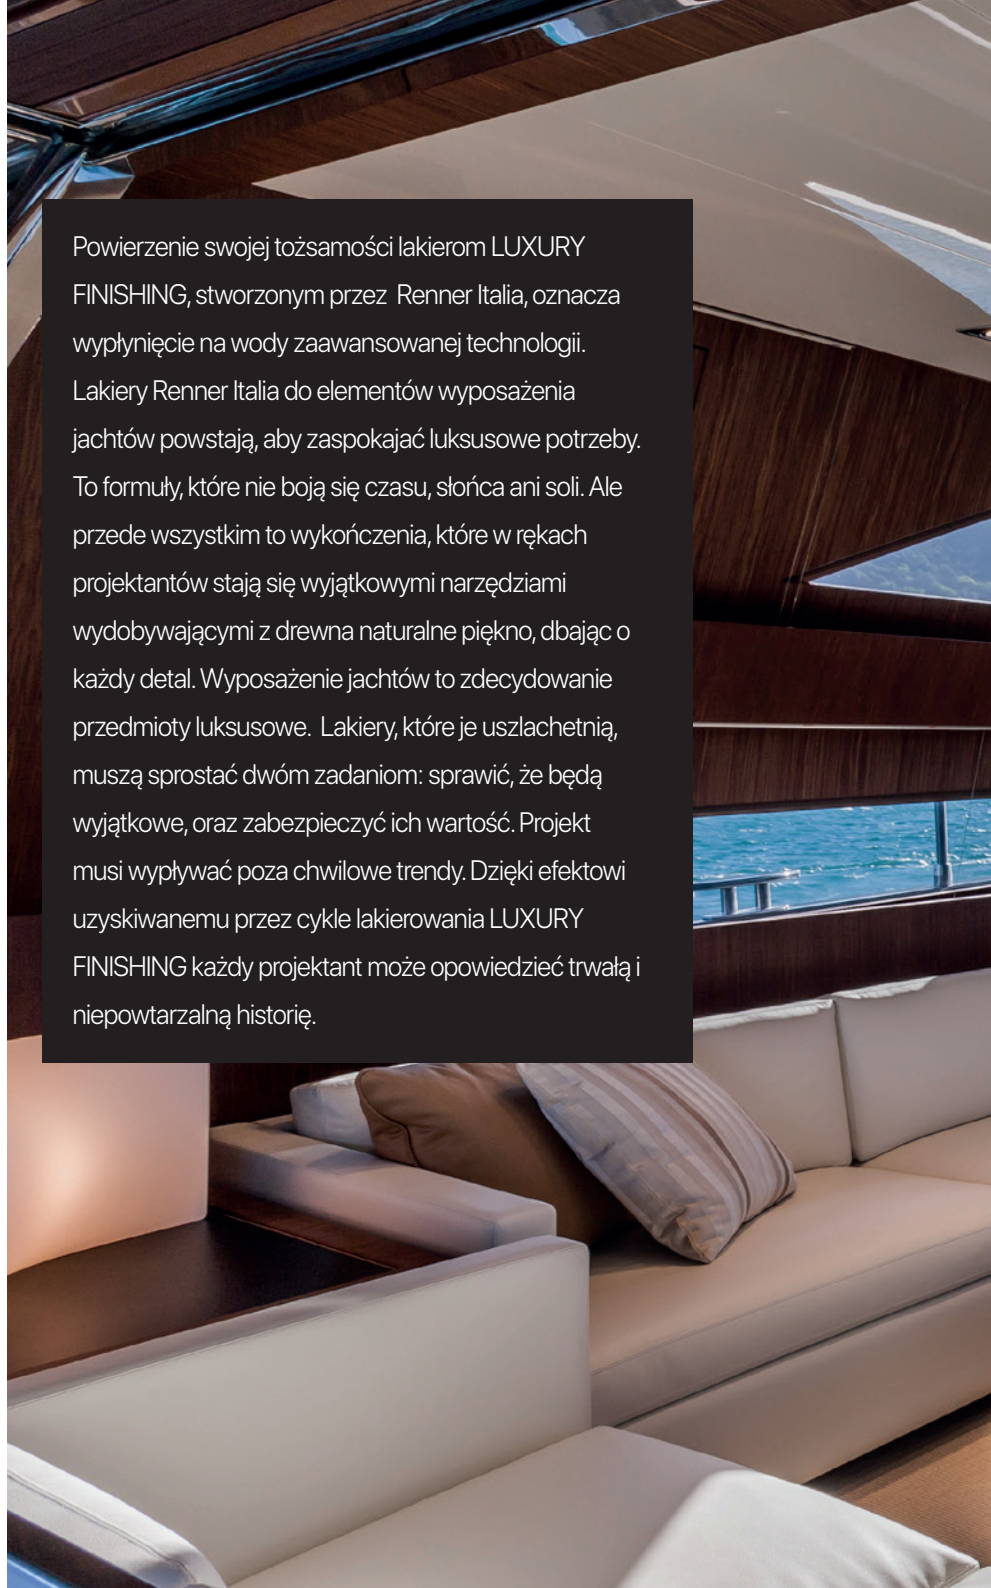 Powierzenie swojej tożsamości lakierom LUXURY
FINISHING, stworzonym przez  Renner Italia, oznacza
wypłynięcie na wody zaawansowanej technologii.
Lakiery Renner Italia do elementów wyposażenia
jachtów powstają, aby zaspokajać luksusowe potrzeby.
To formuły, które nie boją się czasu, słońca ani soli. Ale
przede wszystkim to wykończenia, które w rękach
projektantów stają się wyjątkowymi narzędziami
wydobywającymi z drewna naturalne piękno, dbając o
każdy detal. Wyposażenie jachtów to zdecydowanie
przedmioty luksusowe.  Lakiery, które je uszlachetnią,
muszą sprostać dwóm zadaniom: sprawić, że będą
wyjątkowe, oraz zabezpieczyć ich wartość. Projekt
musi wypływać poza chwilowe trendy. Dzięki efektowi
uzyskiwanemu przez cykle lakierowania LUXURY
FINISHING każdy projektant może opowiedzieć trwałą i
niepowtarzalną historię.